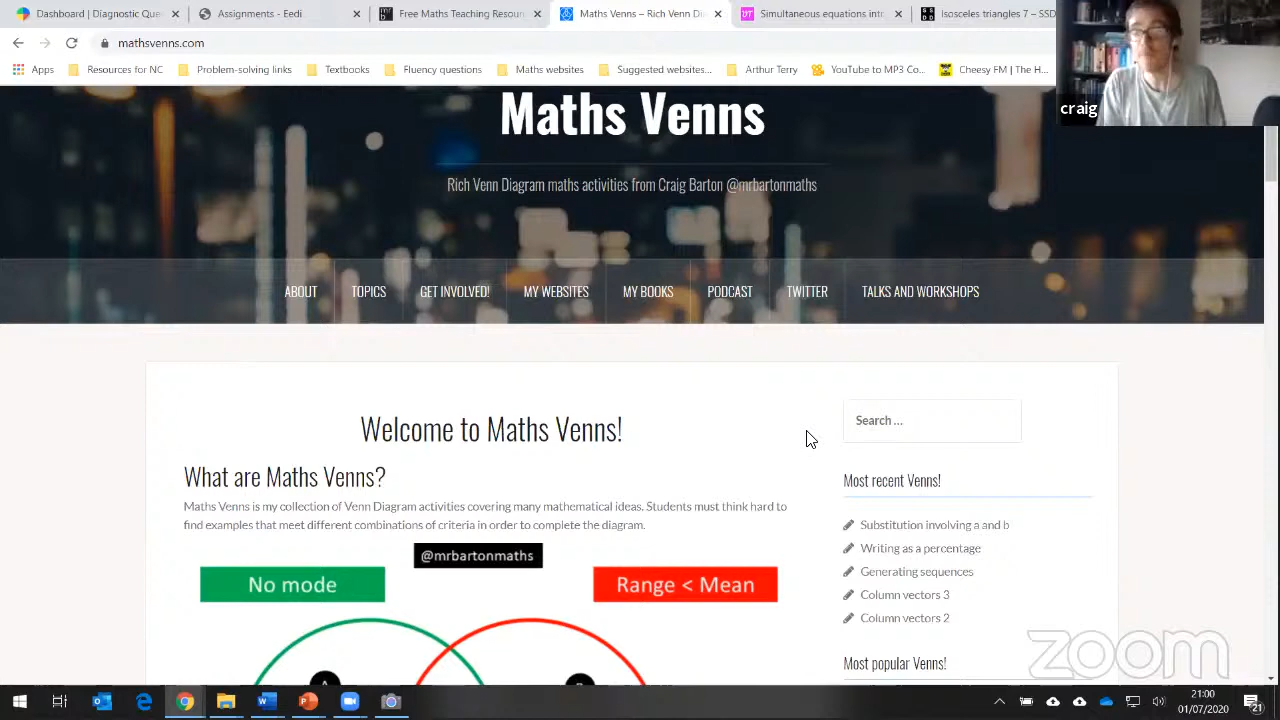 Dashboard | Diagnostic Que
Assignments - Eedi
Free Maths Teaching Resour
Maths Venns – Rich Venn Di
Simultaneous equations into
Isosceles triangles 7 – SSD
mathsvenns.com
Apps
Resources for NC
Problem-solving links
Textbooks
Fluency questions
Maths websites
Suggested websites...
Arthur Terry
YouTube to MP3 Co...
Cheesy FM | The H...
craig
Maths Venns
Rich Venn Diagram maths activities from Craig Barton @mrbartonmaths
ABOUT
TOPICS
GET INVOLVED!
MY WEBSITES
MY BOOKS
PODCAST
TWITTER
TALKS AND WORKSHOPS
Welcome to Maths Venns!
What are Maths Venns?
Maths Venns is my collection of Venn Diagram activities covering many mathematical ideas. Students must think hard to
find examples that meet different combinations of criteria in order to complete the diagram.
@mrbartonmaths
No mode
Range < Mean
A
Search ...
Most recent Venns!
Substitution involving a and b
Writing as a percentage
Generating sequences
Column vectors 3
Column vectors 2
Most popular Venns!
zoom
21:00
01/07/2020
21